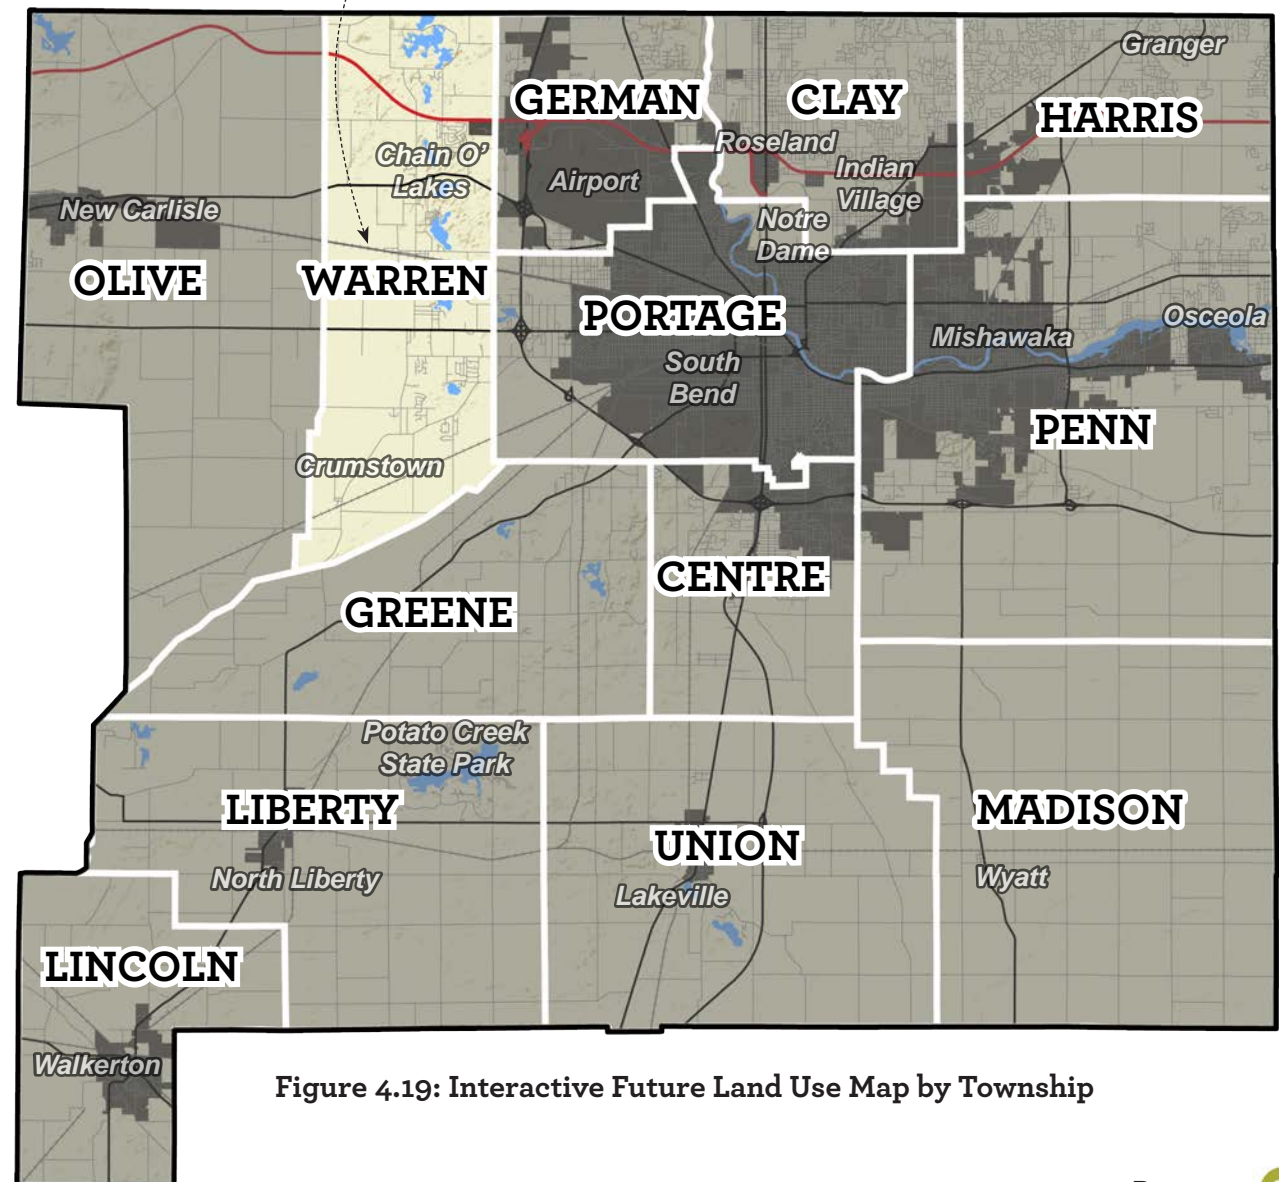 Granger
GERMAN
CLAY
HARRIS
Roseland
Chain O'
Lakes
Airport
Indian
Village
New Carlisle
Notre
Dame
OLIVE
WARREN
PORTAGE
Osceola
Mishawaka
South
Bend
PENN
Crumstown
CENTRE
GREENE
Potato Creek
State Park
LIBERTY
MADISON
UNION
North Liberty
Wyatt
Lakeville
LINCOLN
Walkerton
Figure 4.19: Interactive Future Land Use Map by Township